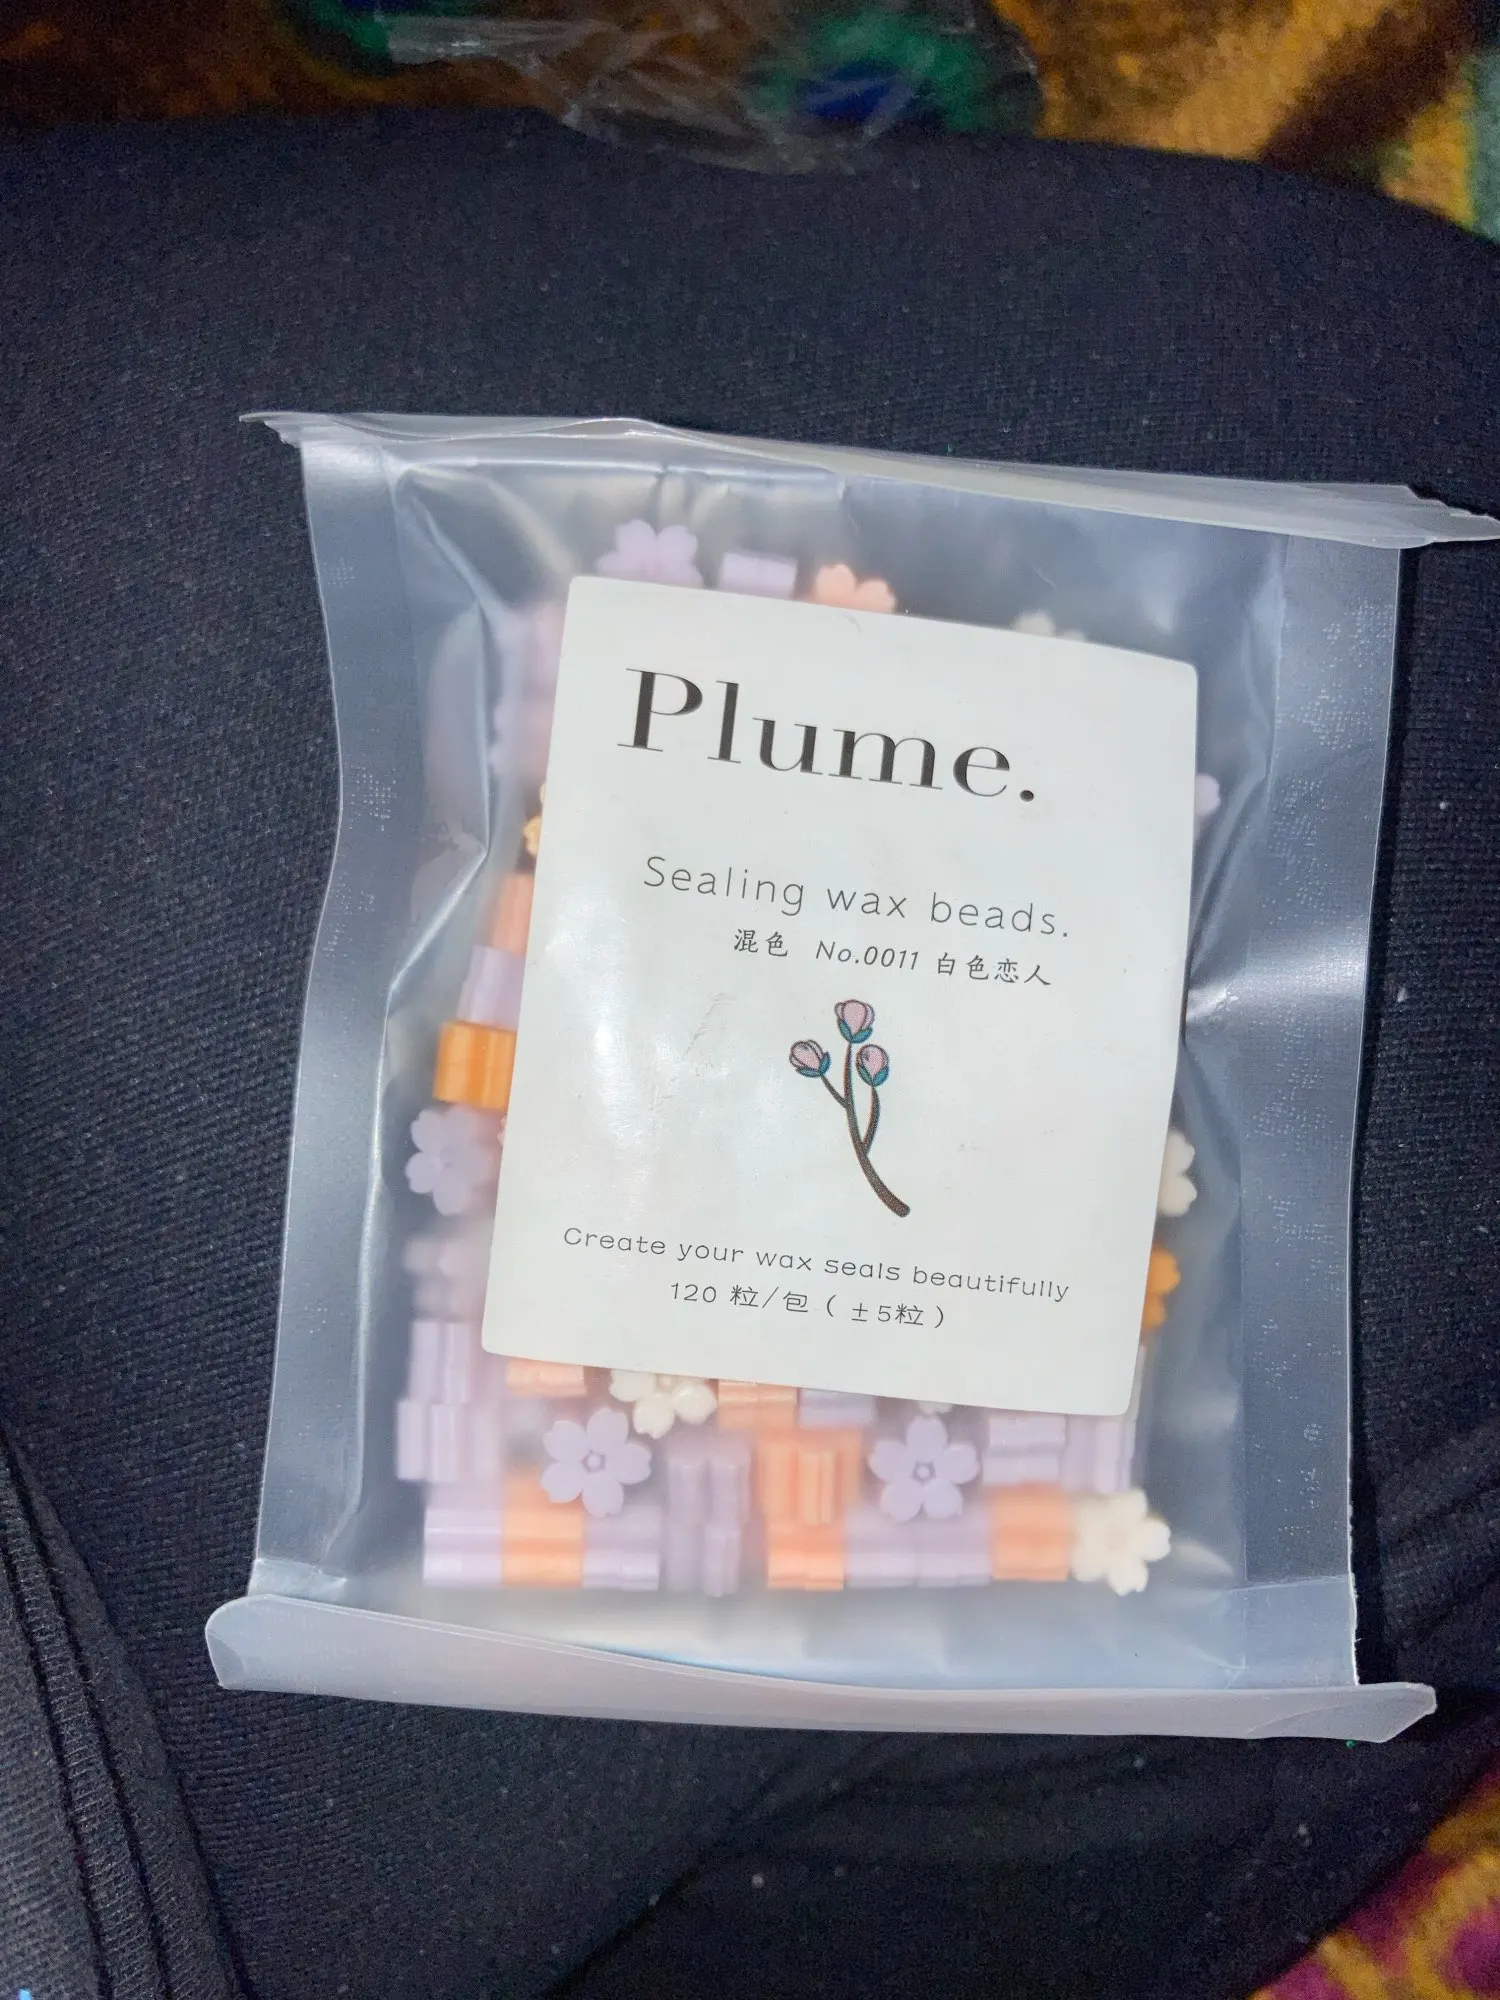 Plume.
Sealing wax beads.
混色 No.0011 白色恋人
Create your wax seals beautifully
120 粒/包 ( ±5粒 )